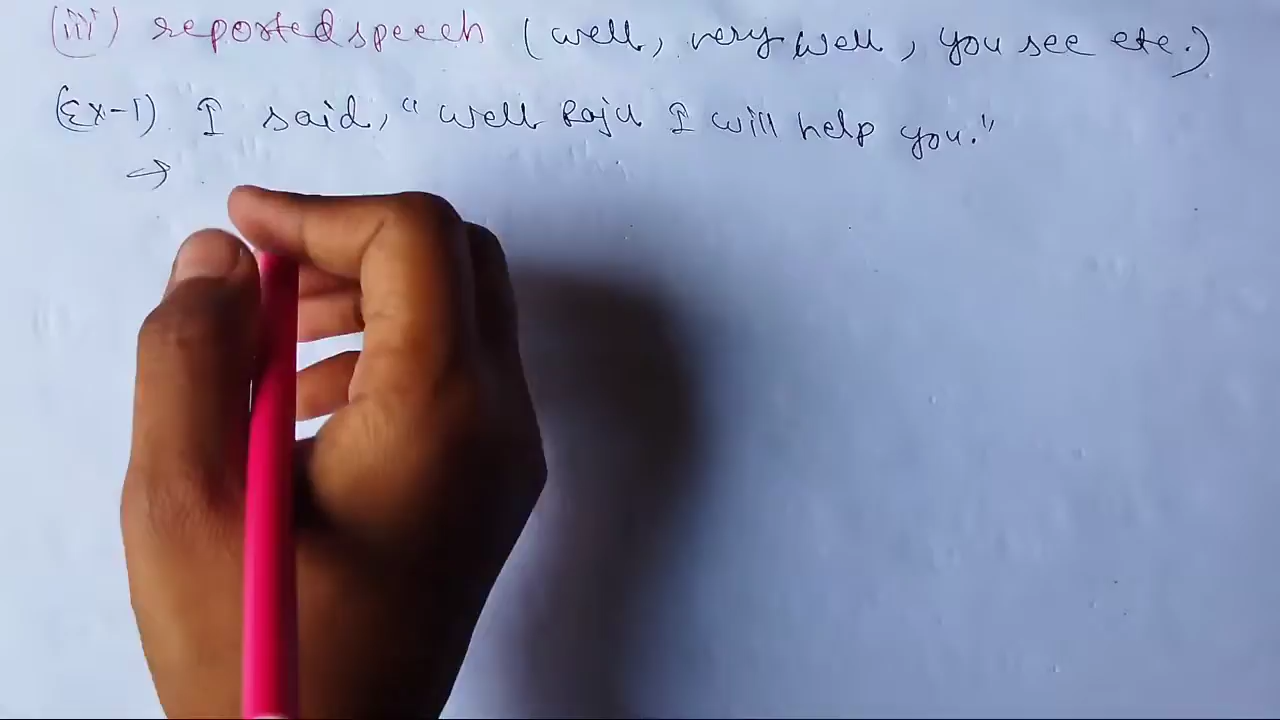 (iii) reported speech (well, very well, you see etc.)
(Ex-1) I said, "well Raju I will help you."
→